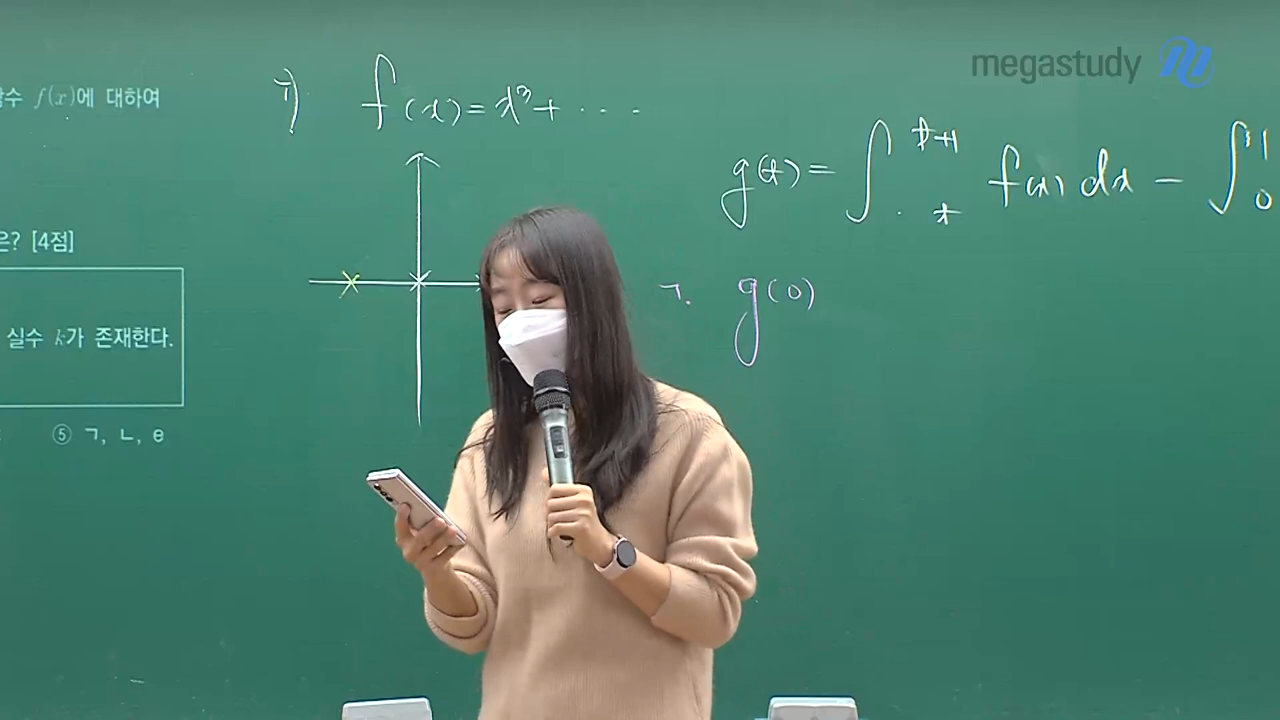 megastudy
수 f(x)에 대하여
은? [4점]
실수 k가 존재한다.
⑤ ㄱ, ㄴ, ㄷ
f(x)=x³+ ....
g(t)=∫ₜᵗ⁺¹ f(x)dx − ∫₀¹
ㄱ. g(0)